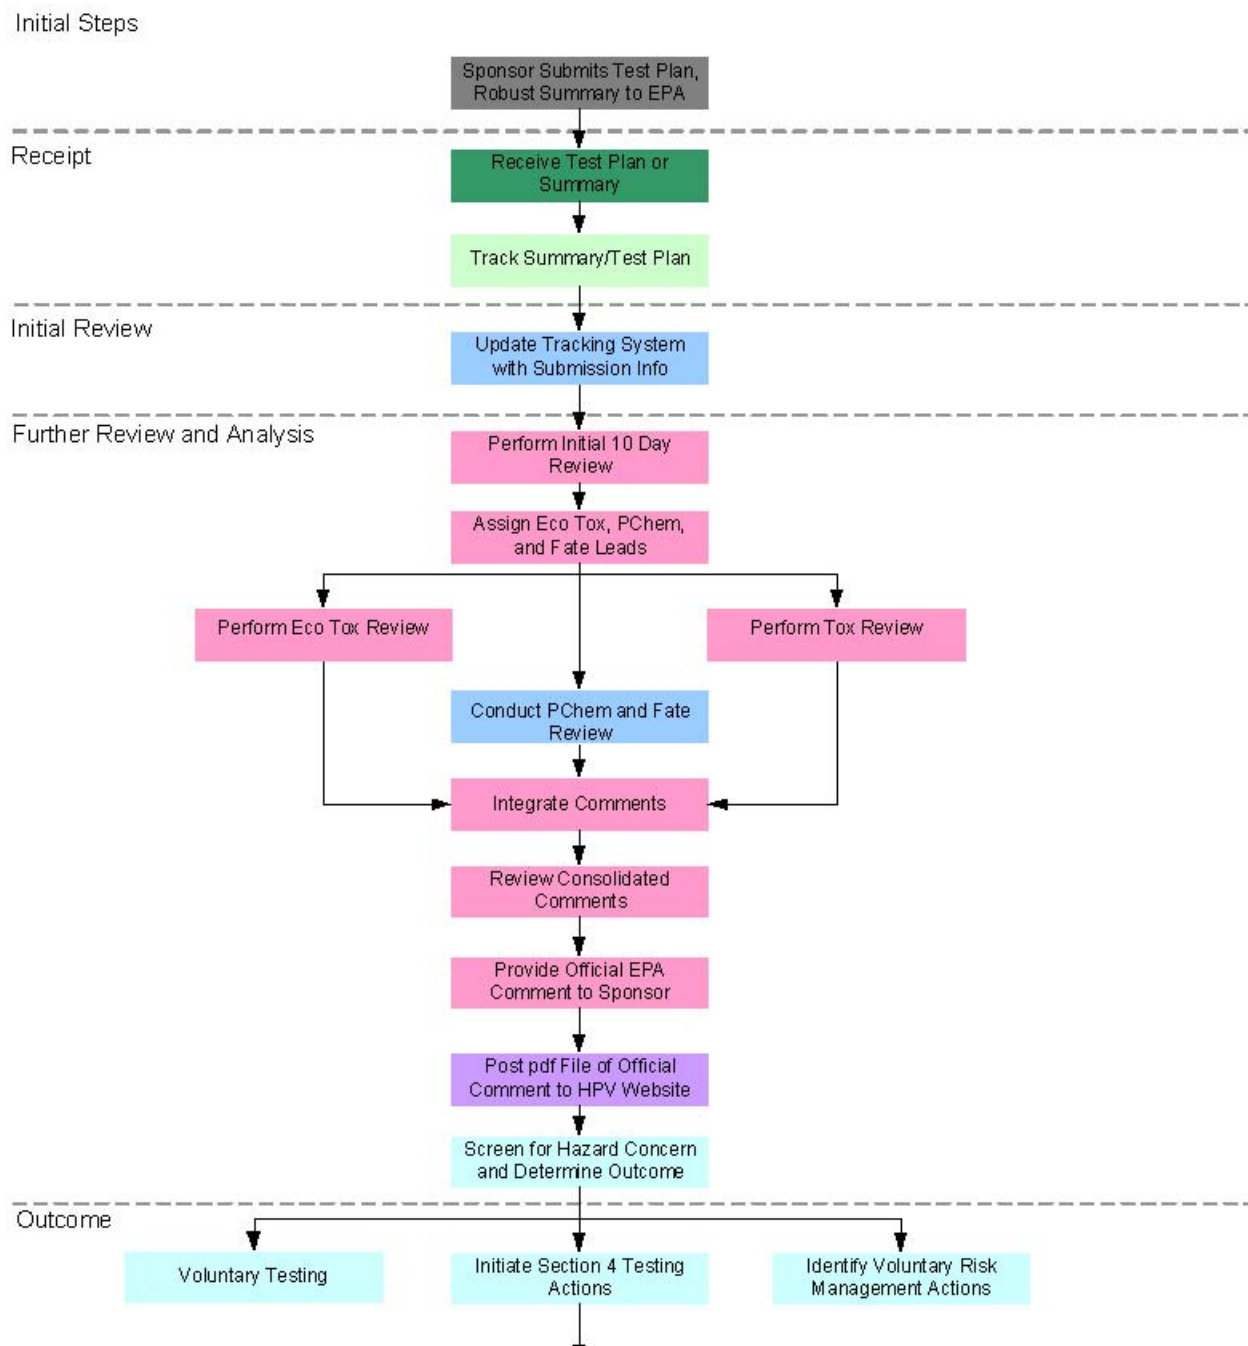 Initial Steps
Sponsor Submits Test Plan,
Robust Summary to EPA
Receipt
Receive Test Plan or
Summary
Track Summary/Test Plan
Initial Review
Update Tracking System
with Submission Info
Further Review and Analysis
Perform Initial 10 Day
Review
Assign Eco Tox, PChem,
and Fate Leads
Perform Eco Tox Review
Perform Tox Review
Conduct PChem and Fate
Review
Integrate Comments
Review Consolidated
Comments
Provide Official EPA
Comment to Sponsor
Post pdf File of Official
Comment to HPV Website
Screen for Hazard Concern
and Determine Outcome
Outcome
Voluntary Testing
Initiate Section 4 Testing
Actions
Identify Voluntary Risk
Management Actions